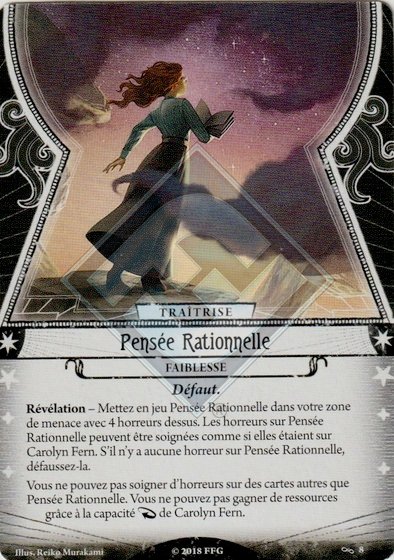 TRAÎTRISE
Pensée Rationnelle
FAIBLESSE
Défaut.
Révélation – Mettez en jeu Pensée Rationnelle dans votre zone
de menace avec 4 horreurs dessus. Les horreurs sur Pensée
Rationnelle peuvent être soignées comme si elles étaient sur
Carolyn Fern. S'il n'y a aucune horreur sur Pensée Rationnelle,
défaussez-la.
Vous ne pouvez pas soigner d'horreurs sur des cartes autres que
Pensée Rationnelle. Vous ne pouvez pas gagner de ressources
grâce à la capacité de Carolyn Fern.
Illus. Reiko Murakami © 2018 FFG 8